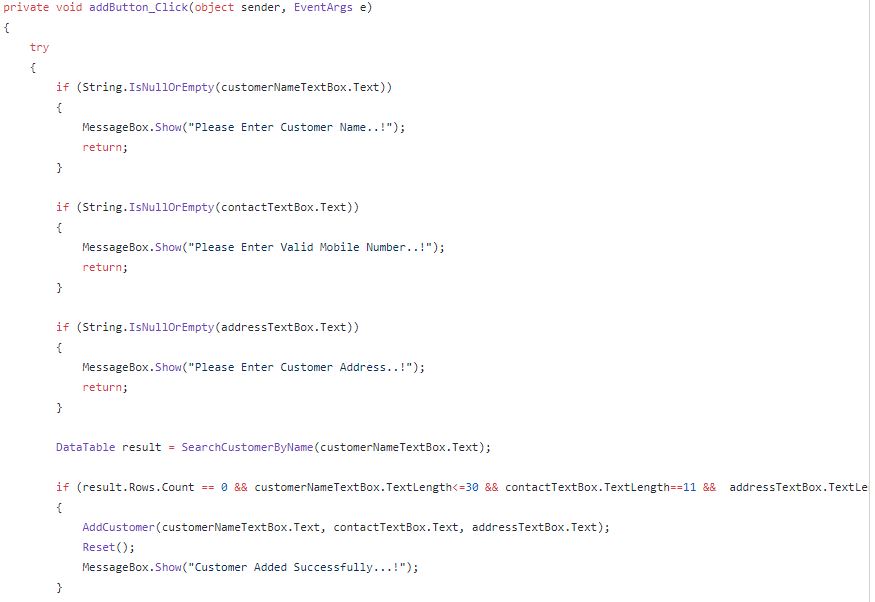 private void addButton_Click(object sender, EventArgs e)
{
    try
    {
        if (String.IsNullOrEmpty(customerNameTextBox.Text))
        {
            MessageBox.Show("Please Enter Customer Name..!");
            return;
        }

        if (String.IsNullOrEmpty(contactTextBox.Text))
        {
            MessageBox.Show("Please Enter Valid Mobile Number..!");
            return;
        }

        if (String.IsNullOrEmpty(addressTextBox.Text))
        {
            MessageBox.Show("Please Enter Customer Address..!");
            return;
        }

        DataTable result = SearchCustomerByName(customerNameTextBox.Text);

        if (result.Rows.Count == 0 && customerNameTextBox.TextLength<=30 && contactTextBox.TextLength==11 &&  addressTextBox.TextLe
        {
            AddCustomer(customerNameTextBox.Text, contactTextBox.Text, addressTextBox.Text);
            Reset();
            MessageBox.Show("Customer Added Successfully...!");
        }